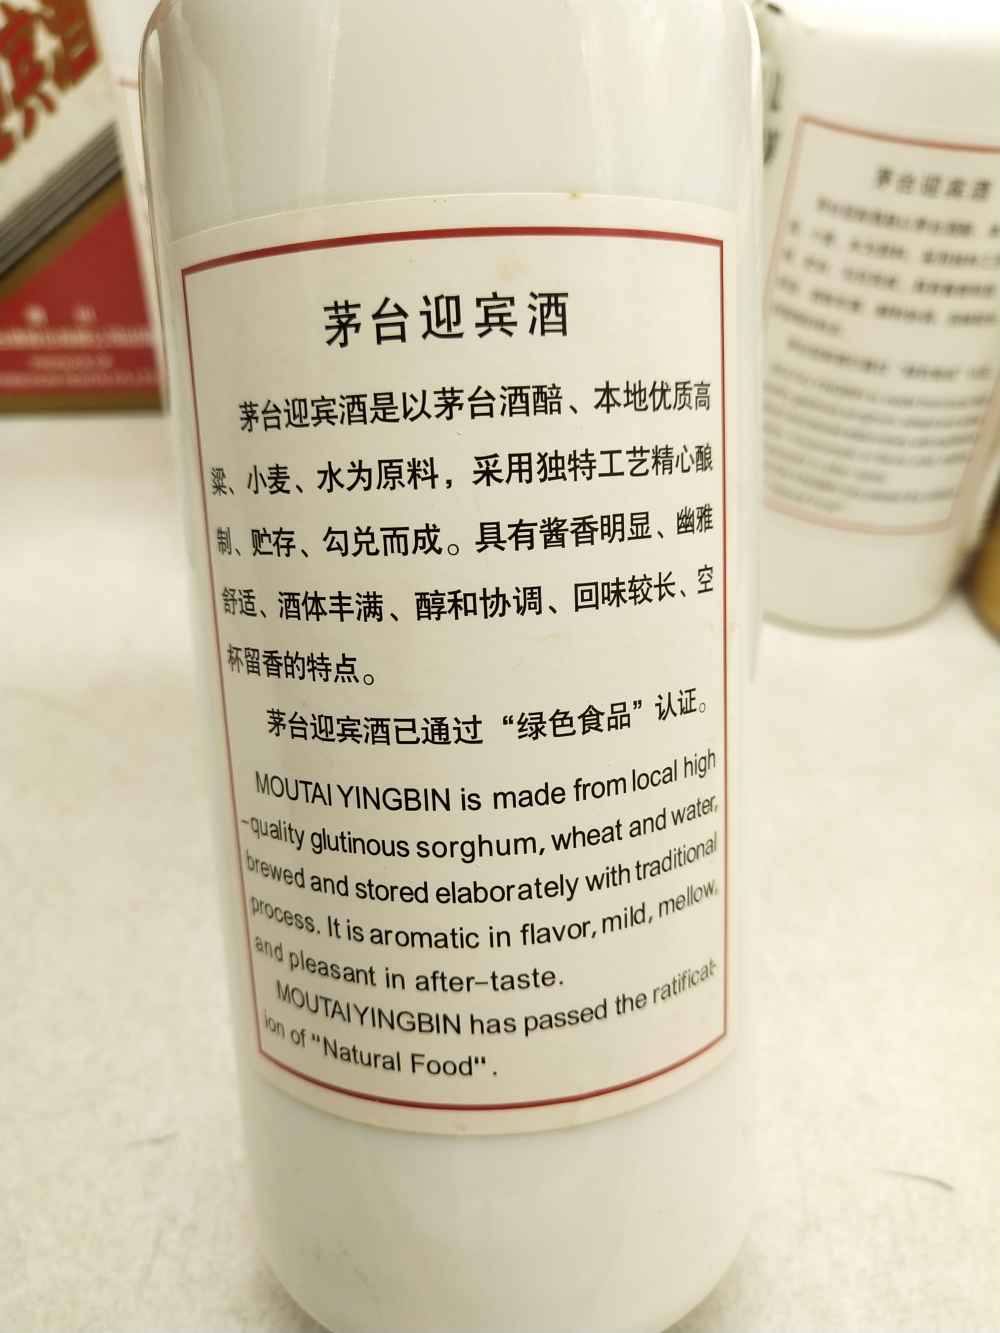 茅台迎宾酒
茅台迎宾酒是以茅台酒醅、本地优质高
粱、小麦、水为原料，采用独特工艺精心酿
制、贮存、勾兑而成。具有酱香明显、幽雅
舒适、酒体丰满、醇和协调、回味较长、空
杯留香的特点。
茅台迎宾酒已通过“绿色食品”认证。
MOUTAI YINGBIN is made from local high
-quality glutinous sorghum, wheat and water,
brewed and stored elaborately with traditional
process. It is aromatic in flavor, mild, mellow,
and pleasant in after-taste.
MOUTAIYINGBIN has passed the ratificat-
ion of "Natural Food".
茅台迎宾酒
宾酒